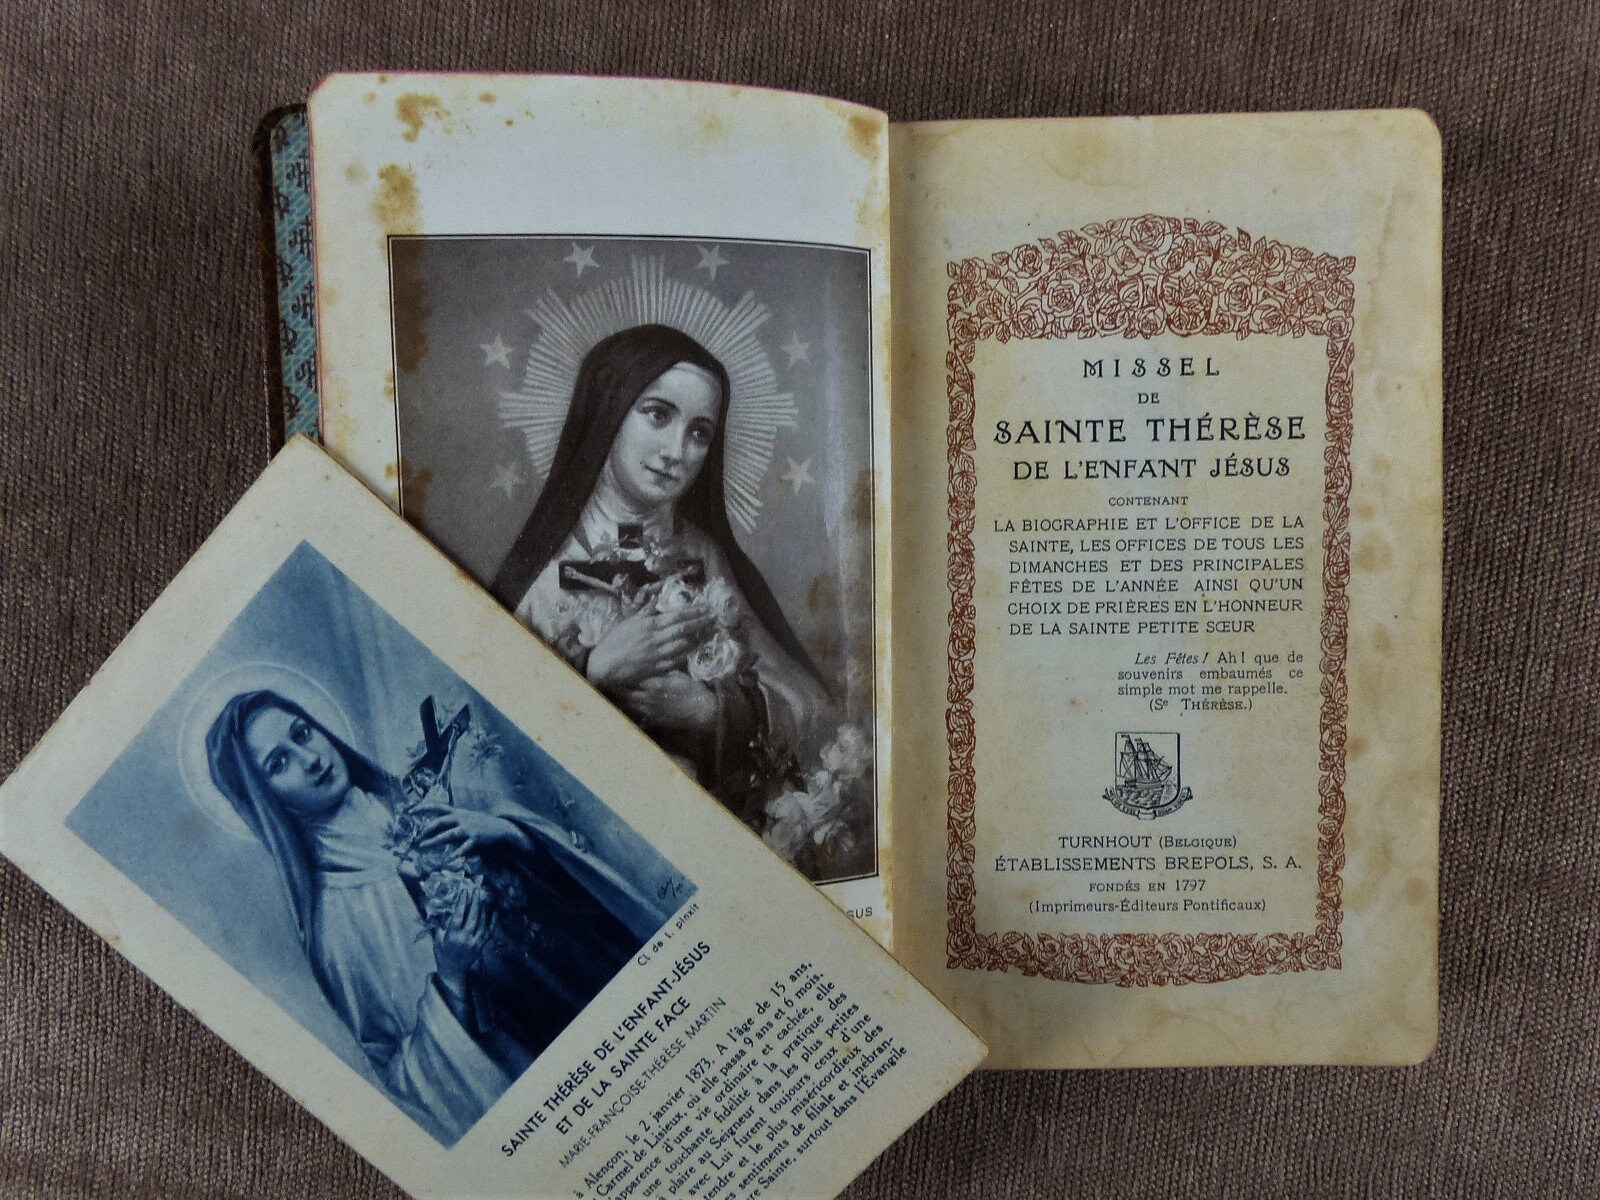 MISSEL
DE
SAINTE THÉRÈSE
DE L'ENFANT JÉSUS
CONTENANT
LA BIOGRAPHIE ET L'OFFICE DE LA
SAINTE, LES OFFICES DE TOUS LES
DIMANCHES ET DES PRINCIPALES
FÊTES DE L'ANNÉE AINSI QU'UN
CHOIX DE PRIÈRES EN L'HONNEUR
DE LA SAINTE PETITE SŒUR
Les Fêtes ! Ah ! que de
souvenirs embaumés ce
simple mot me rappelle.
(Se THÉRÈSE.)
TURNHOUT (BELGIQUE)
ÉTABLISSEMENTS BREPOLS, S. A.
FONDÉS EN 1797
(Imprimeurs-Éditeurs Pontificaux)
SUS
Cl de L. pinxit
SAINTE THÉRÈSE DE L'ENFANT-JÉSUS
ET DE LA SAINTE FACE
MARIE-FRANÇOISE-THÉRÈSE MARTIN
à Alençon, le 2 janvier 1873. A l'âge de 15 ans,
Carmel de Lisieux, où elle passa 9 ans et 6 mois.
apparence d'une vie ordinaire et cachée, elle
une touchante fidélité à la pratique des
plaire au Seigneur dans les plus petites
avec Lui furent toujours ceux d'une
tendre et le plus miséricordieux des
sentiments de filiale et inébran-
Sainte, surtout dans l'Évangile